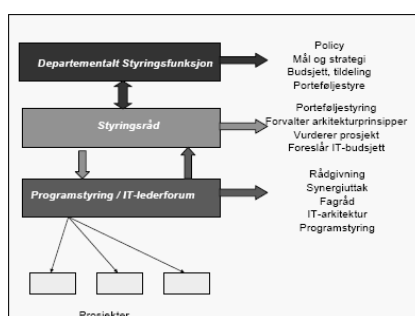 Departementalt Styringsfunksjon
Policy
Mål og strategi
Budsjett, tildeling
Porteføljestyre
Styringsråd
Porteføljestyring
Forvalter arkitekturprinsipper
Vurderer prosjekt
Foreslår IT-budsjett
Programstyring / IT-lederforum
Rådgivning
Synergiuttak
Fagråd
IT-arkitektur
Programstyring
Prosjekter